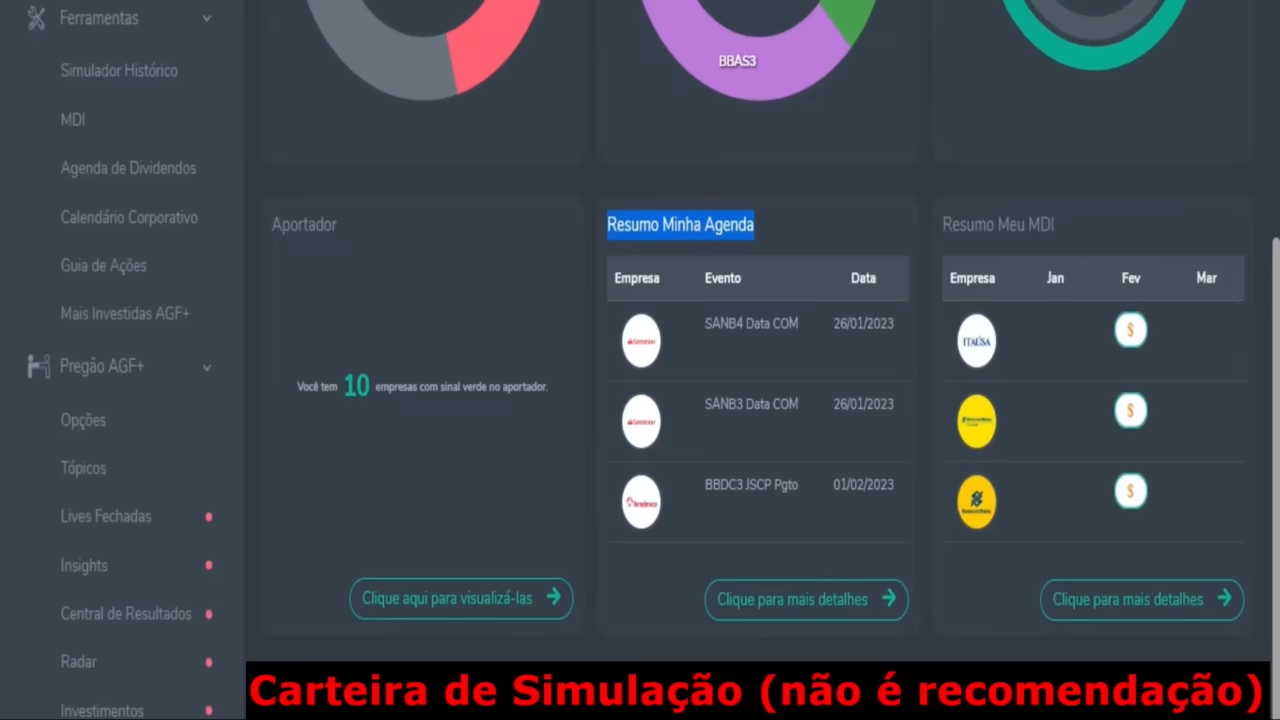 Ferramentas
Simulador Histórico
MDI
Agenda de Dividendos
Calendário Corporativo
Guia de Ações
Mais Investidas AGF+
Pregão AGF+
Opções
Tópicos
Lives Fechadas
Insights
Central de Resultados
Radar
Investimentos
BBAS3
Aportador
Você tem 10 empresas com sinal verde no aportador.
Clique aqui para visualizá-las
Resumo Minha Agenda
Empresa Evento Data
Santander SANB4 Data COM 26/01/2023
Santander SANB3 Data COM 26/01/2023
bradesco BBDC3 JSCP Pgto 01/02/2023
Clique para mais detalhes
Resumo Meu MDI
Empresa Jan Fev Mar
ITAÚSA $
$
$
Clique para mais detalhes
Carteira de Simulação (não é recomendação)